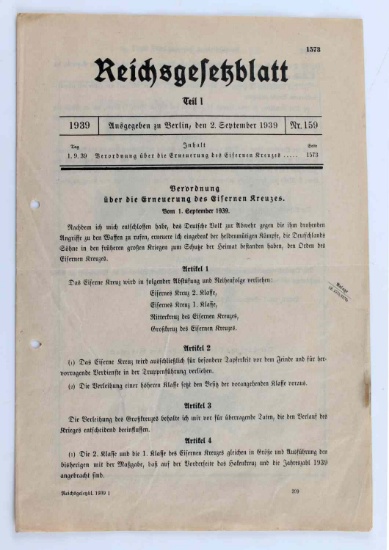 1573
Reichsgesetzblatt
Teil I
1939 Ausgegeben zu Berlin, den 2. September 1939 Nr. 159
Tag Inhalt Seite
1. 9. 39 Verordnung über die Erneuerung des Eisernen Kreuzes ..... 1573
Verordnung
über die Erneuerung des Eisernen Kreuzes.
Vom 1. September 1939.
Nachdem ich mich entschlossen habe, das Deutsche Volk zur Abwehr gegen die ihm drohenden
Angriffe zu den Waffen zu rufen, erneuere ich eingedenk der heldenmütigen Kämpfe, die Deutschlands
Söhne in den früheren großen Kriegen zum Schutze der Heimat bestanden haben, den Orden des
Eisernen Kreuzes.
Artikel 1
Das Eiserne Kreuz wird in folgender Abstufung und Reihenfolge verliehen:
Eisernes Kreuz 2. Klasse,
Eisernes Kreuz 1. Klasse,
Ritterkreuz des Eisernen Kreuzes,
Großkreuz des Eisernen Kreuzes.
Artikel 2
(1) Das Eiserne Kreuz wird ausschließlich für besondere Tapferkeit vor dem Feinde und für her-
vorragende Verdienste in der Truppenführung verliehen.
(2) Die Verleihung einer höheren Klasse setzt den Besitz der vorangehenden Klasse voraus.
Artikel 3
Die Verleihung des Großkreuzes behalte ich mir vor für überragende Taten, die den Verlauf des
Krieges entscheidend beeinflussen.
Artikel 4
(1) Die 2. Klasse und die 1. Klasse des Eisernen Kreuzes gleichen in Größe und Ausführung den
bisherigen mit der Maßgabe, daß auf der Vorderseite das Hakenkreuz und die Jahreszahl 1939
angebracht sind.
Reichsgesetzbl. 1939 I